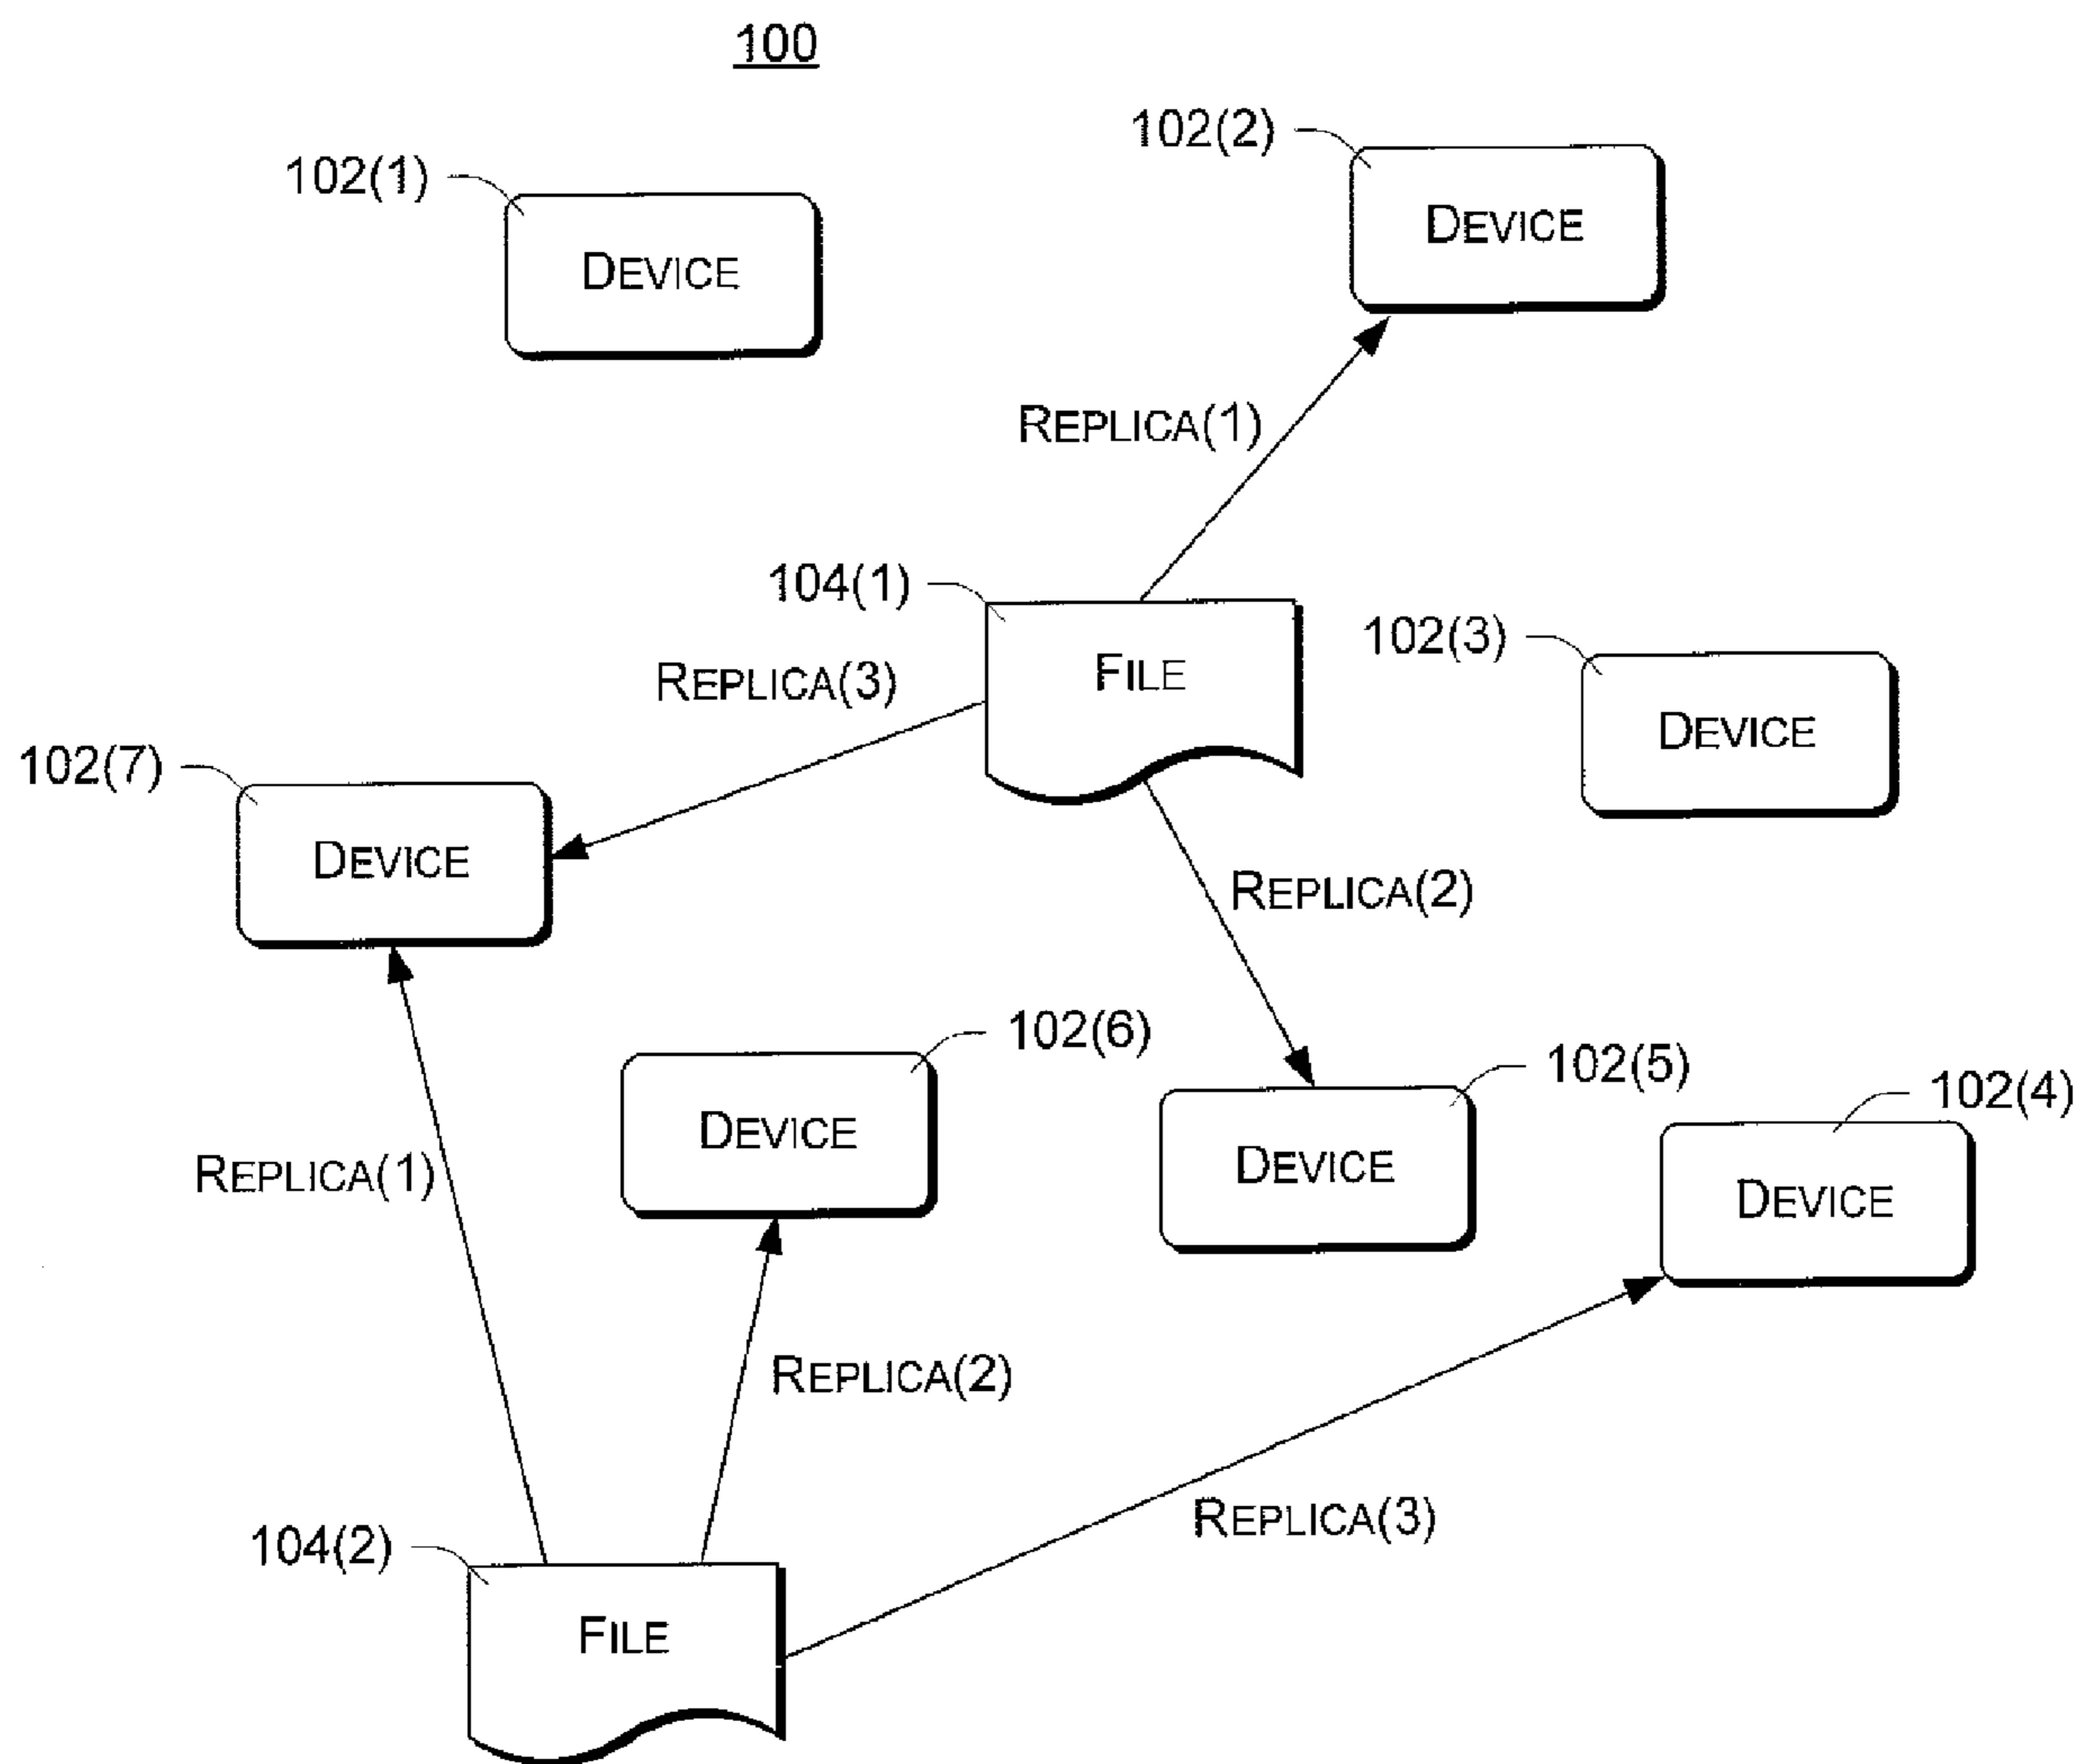 100
102(2)
102(1)
DEVICE
DEVICE
REPLICA(1)
104(1)
102(3)
FILE
REPLICA(3)
DEVICE
102(7)
DEVICE
REPLICA(2)
102(6)
102(5)
102(4)
DEVICE
DEVICE
DEVICE
REPLICA(1)
REPLICA(2)
REPLICA(3)
104(2)
FILE